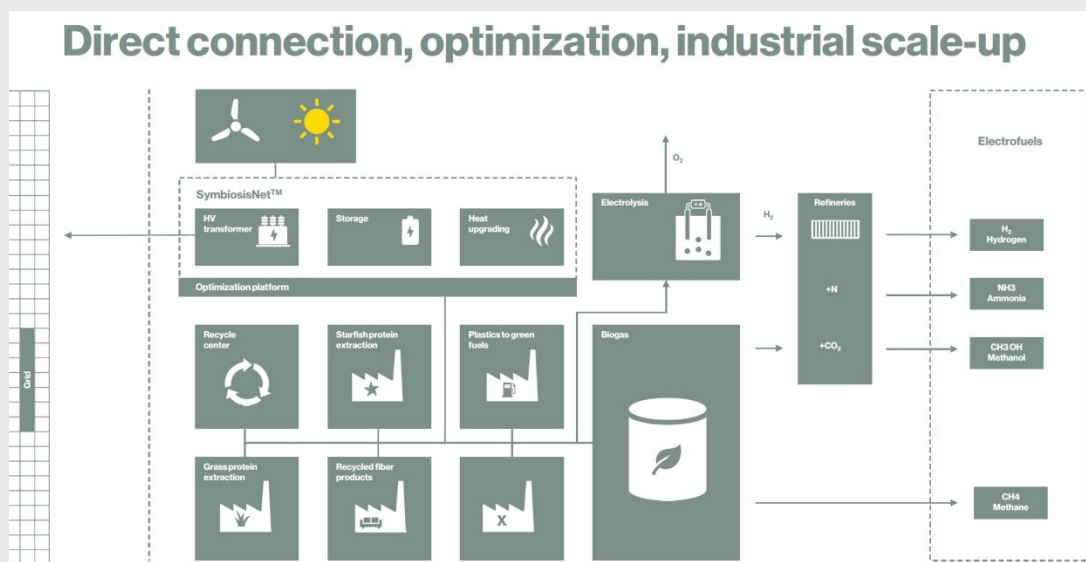 Direct connection, optimization, industrial scale-up
Grid
SymbiosisNet™
HV
transformer
Storage
Heat
upgrading
Optimization platform
Recycle
center
Starfish protein
extraction
Plastics to green
fuels
Grass protein
extraction
Recycled fiber
products
X
O₂
Electrolysis
Biogas
H₂
Refineries
+N
+CO₂
Electrofuels
H₂
Hydrogen
NH3
Ammonia
CH3 OH
Methanol
CH4
Methane